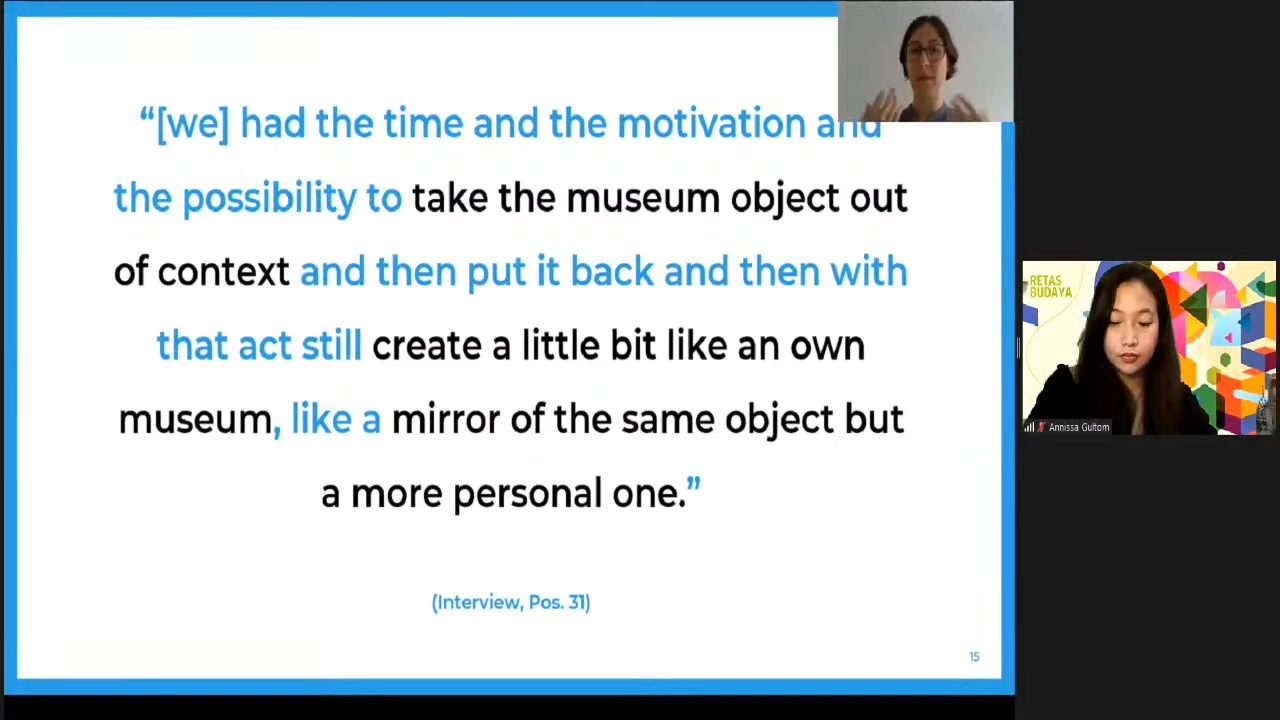 “[we] had the time and the motivation and
the possibility to take the museum object out
of context and then put it back and then with
that act still create a little bit like an own
museum, like a mirror of the same object but
a more personal one.”
(Interview, Pos. 31)
15
RETAS
BUDAYA
Annissa Gultom